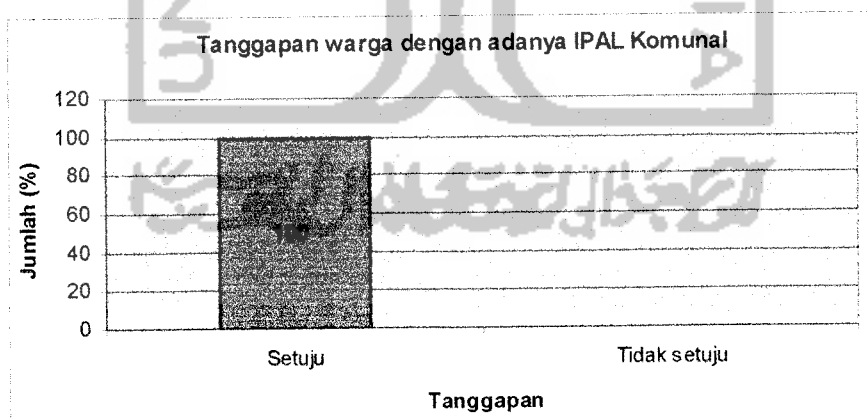 Tanggapan warga dengan adanya IPAL Komunal
120
100
80
60
40
20
0
Jumlah (%)
Setuju
Tidak setuju
Tanggapan